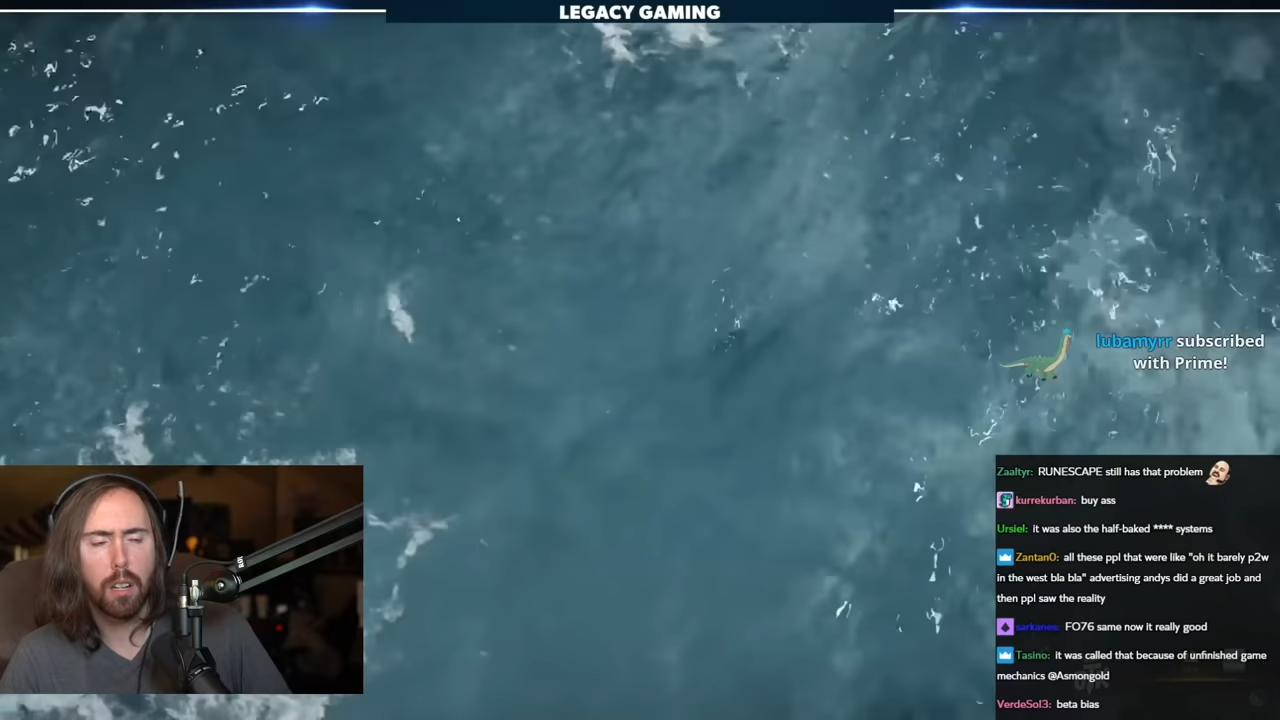 LEGACY GAMING
lubamyrr subscribed
with Prime!
Zaaltyr: RUNESCAPE still has that problem
kurrekurban: buy ass
Ursiel: it was also the half-baked **** systems
Zantan0: all these ppl that were like "oh it barely p2w
in the west bla bla" advertising andys did a great job and
then ppl saw the reality
sarkanes: FO76 same now it really good
Tasino: it was called that because of unfinished game
mechanics @Asmongold
VerdeSol3: beta bias